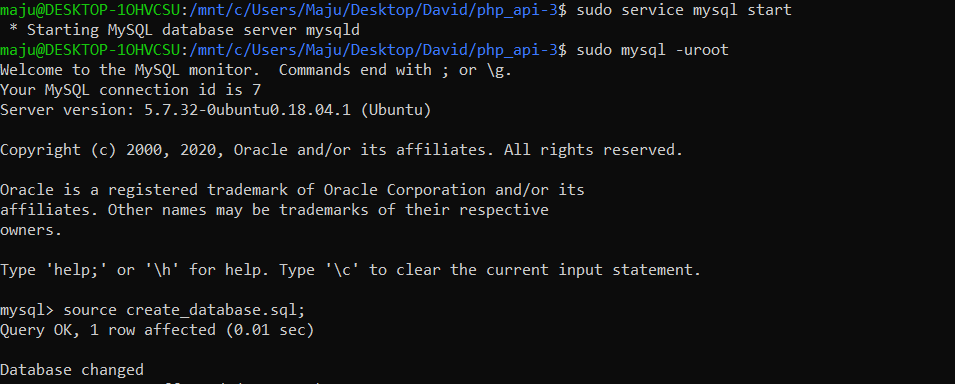 maju@DESKTOP-1OHVCSU:/mnt/c/Users/Maju/Desktop/David/php_api-3$ sudo service mysql start
 * Starting MySQL database server mysqld
maju@DESKTOP-1OHVCSU:/mnt/c/Users/Maju/Desktop/David/php_api-3$ sudo mysql -uroot
Welcome to the MySQL monitor.  Commands end with ; or \g.
Your MySQL connection id is 7
Server version: 5.7.32-0ubuntu0.18.04.1 (Ubuntu)

Copyright (c) 2000, 2020, Oracle and/or its affiliates. All rights reserved.

Oracle is a registered trademark of Oracle Corporation and/or its
affiliates. Other names may be trademarks of their respective
owners.

Type 'help;' or '\h' for help. Type '\c' to clear the current input statement.

mysql> source create_database.sql;
Query OK, 1 row affected (0.01 sec)

Database changed